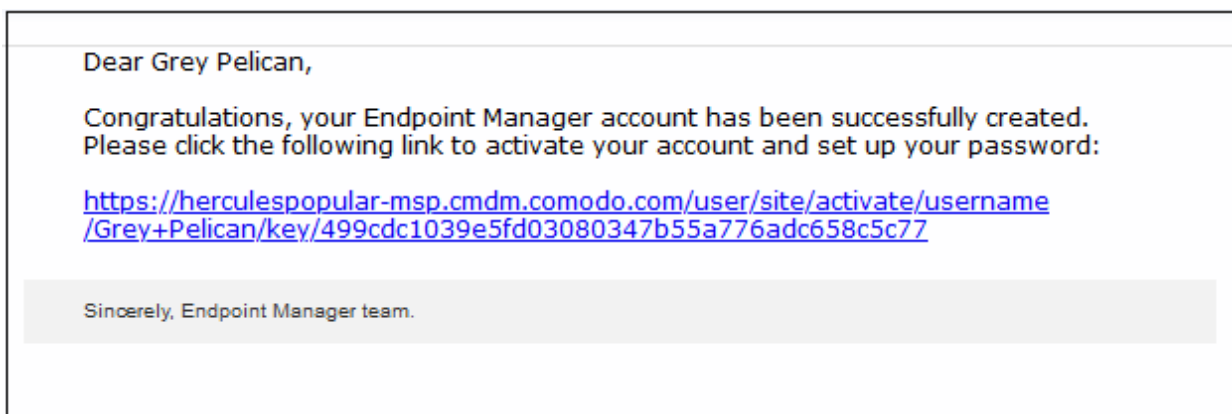 Dear Grey Pelican,
Congratulations, your Endpoint Manager account has been successfully created.
Please click the following link to activate your account and set up your password:
https://herculespopular-msp.cmdm.comodo.com/user/site/activate/username
/Grey+Pelican/key/499cdc1039e5fd03080347b55a776adc658c5c77
Sincerely, Endpoint Manager team.